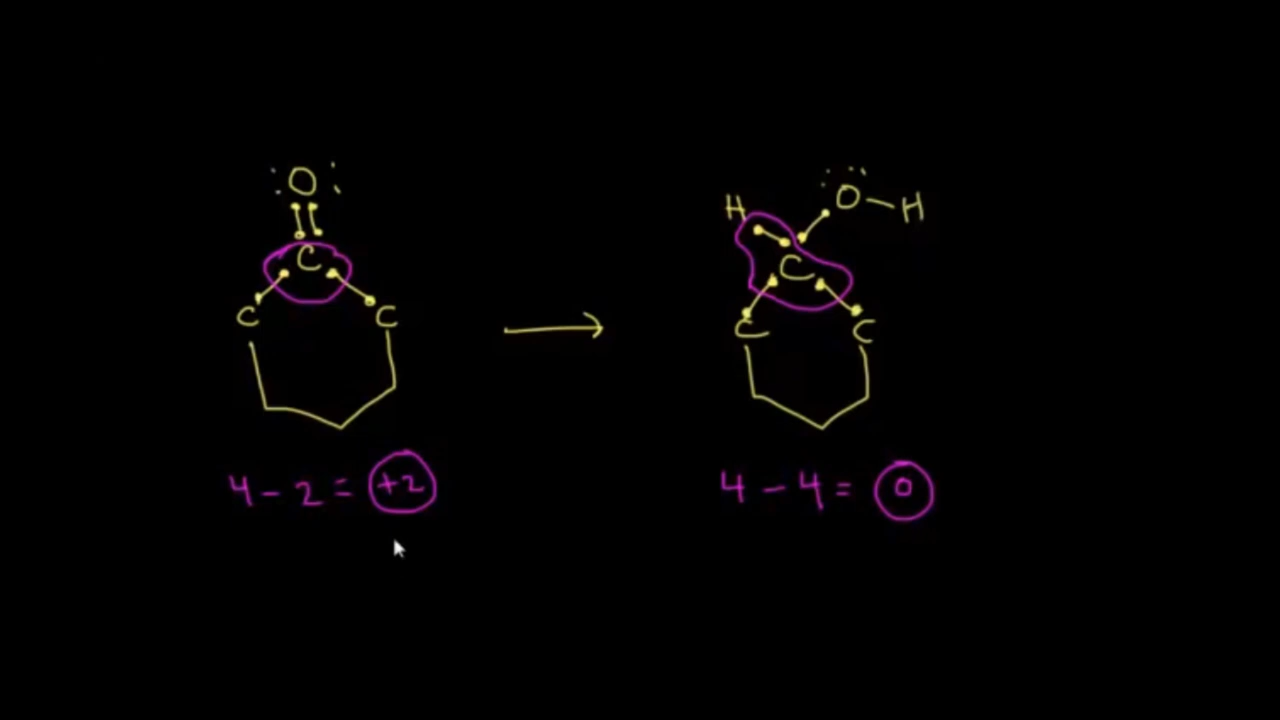 O
C
C C
4 - 2 = +2
H O - H
C
C C
4 - 4 = 0